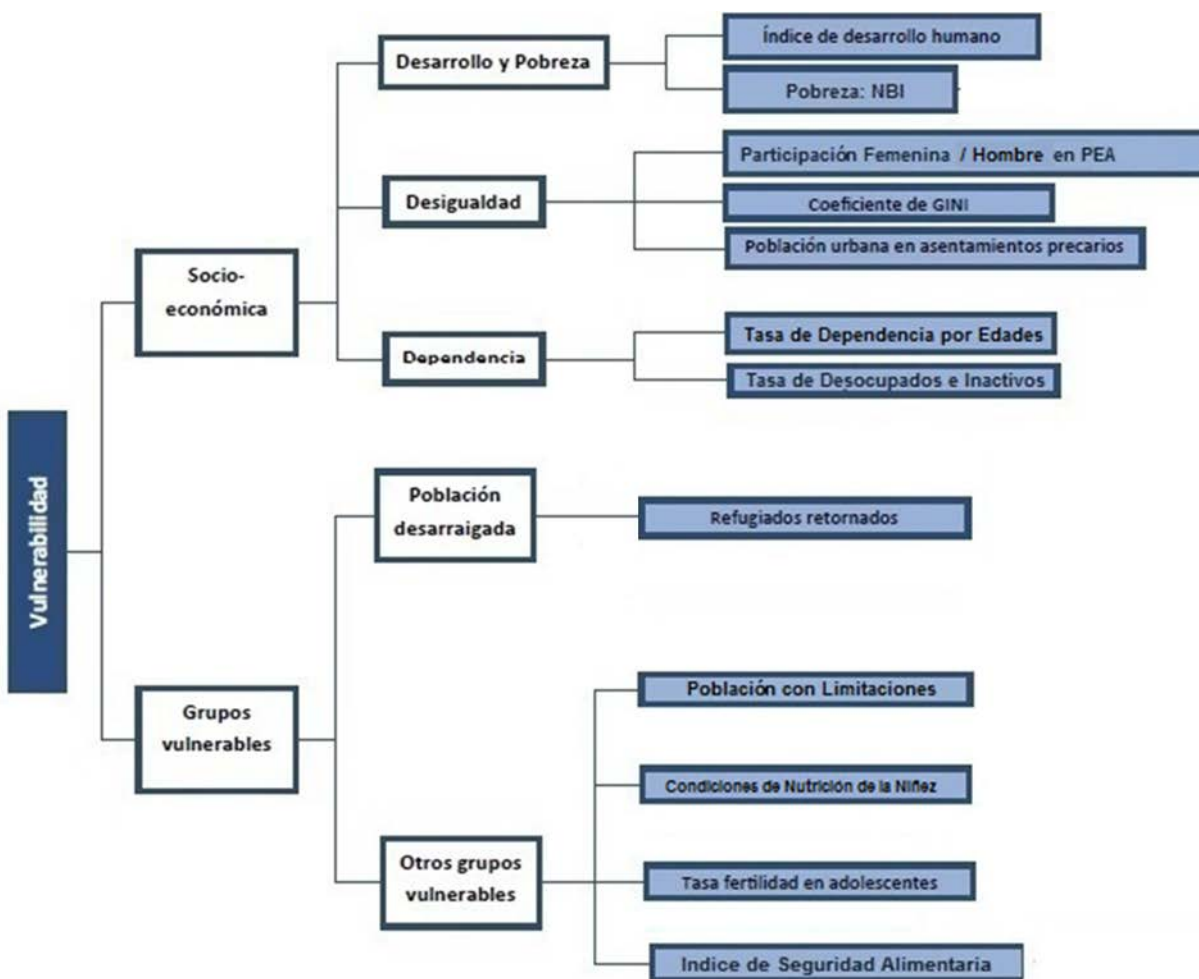 Vulnerabilidad
Socio-
económica
Desarrollo y Pobreza
Índice de desarrollo humano
Pobreza: NBI
Desigualdad
Participación Femenina / Hombre en PEA
Coeficiente de GINI
Población urbana en asentamientos precarios
Dependencia
Tasa de Dependencia por Edades
Tasa de Desocupados e Inactivos
Grupos
vulnerables
Población
desarraigada
Refugiados retornados
Otros grupos
vulnerables
Población con Limitaciones
Condiciones de Nutrición de la Niñez
Tasa fertilidad en adolescentes
Indice de Seguridad Alimentaria